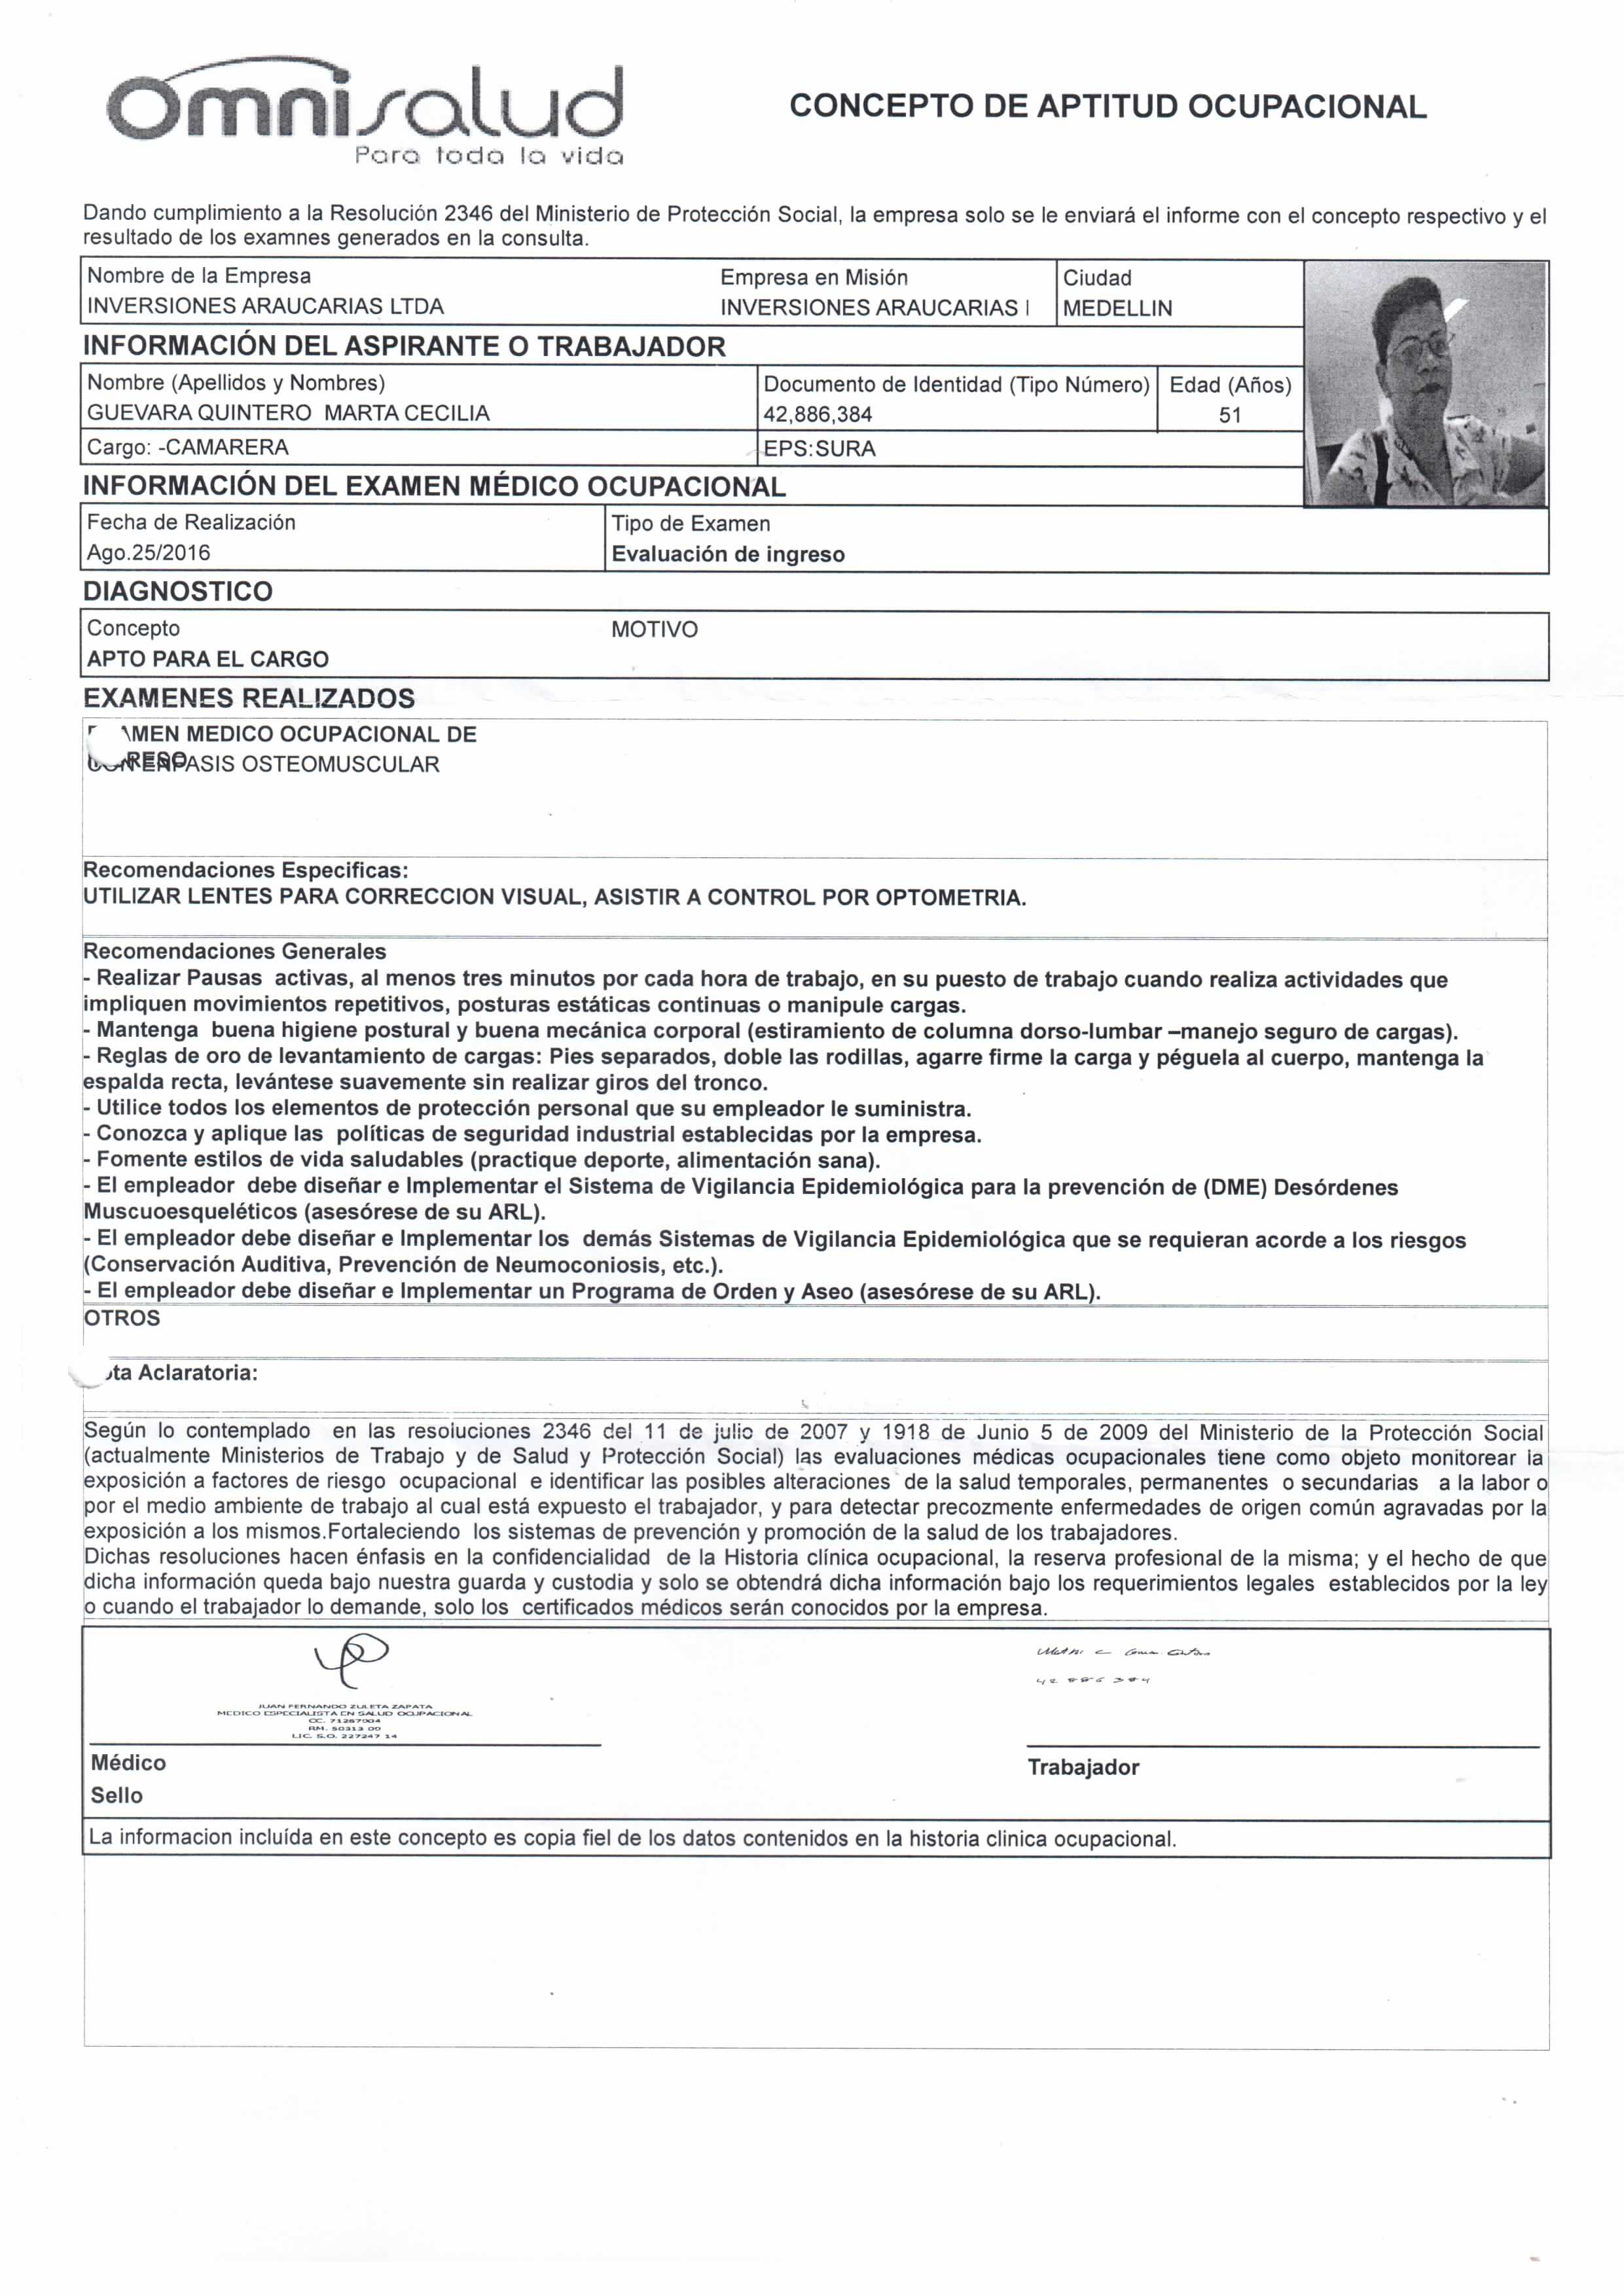 omnisalud
Para toda la vida
CONCEPTO DE APTITUD OCUPACIONAL
Dando cumplimiento a la Resolución 2346 del Ministerio de Protección Social, la empresa solo se le enviará el informe con el concepto respectivo y el
resultado de los examnes generados en la consulta.
Nombre de la Empresa Empresa en Misión Ciudad
INVERSIONES ARAUCARIAS LTDA INVERSIONES ARAUCARIAS MEDELLIN
INFORMACIÓN DEL ASPIRANTE O TRABAJADOR
Nombre (Apellidos y Nombres) Documento de Identidad (Tipo Número) Edad (Años)
GUEVARA QUINTERO MARTA CECILIA 42,886,384 51
Cargo: -CAMARERA EPS:SURA
INFORMACIÓN DEL EXAMEN MÉDICO OCUPACIONAL
Fecha de Realización Tipo de Examen
Ago.25/2016 Evaluación de ingreso
DIAGNOSTICO
Concepto MOTIVO
APTO PARA EL CARGO
EXAMENES REALIZADOS
MEDICO OCUPACIONAL DE
OSTEOMUSCULAR
Recomendaciones Especificas:
UTILIZAR LENTES PARA CORRECCION VISUAL, ASISTIR A CONTROL POR OPTOMETRIA.
Recomendaciones Generales
- Realizar Pausas activas, al menos tres minutos por cada hora de trabajo, en su puesto de trabajo cuando realiza actividades que
impliquen movimientos repetitivos, posturas estáticas continuas o manipule cargas.
- Mantenga buena higiene postural y buena mecánica corporal (estiramiento de columna dorso-lumbar –manejo seguro de cargas).
- Reglas de oro de levantamiento de cargas: Pies separados, doble las rodillas, agarre firme la carga y péguela al cuerpo, mantenga la
espalda recta, levántese suavemente sin realizar giros del tronco.
- Utilice todos los elementos de protección personal que su empleador le suministra.
- Conozca y aplique las políticas de seguridad industrial establecidas por la empresa.
- Fomente estilos de vida saludables (practique deporte, alimentación sana).
- El empleador debe diseñar e Implementar el Sistema de Vigilancia Epidemiológica para la prevención de (DME) Desórdenes
Muscuoesqueléticos (asesórese de su ARL).
- El empleador debe diseñar e Implementar los demás Sistemas de Vigilancia Epidemiológica que se requieran acorde a los riesgos
(Conservación Auditiva, Prevención de Neumoconiosis, etc.).
- El empleador debe diseñar e Implementar un Programa de Orden y Aseo (asesórese de su ARL).
OTROS
Aclaratoria:
Según lo contemplado en las resoluciones 2346 del 11 de julio de 2007 y 1918 de Junio 5 de 2009 del Ministerio de la Protección Social
(actualmente Ministerios de Trabajo y de Salud y Protección Social) las evaluaciones médicas ocupacionales tiene como objeto monitorear la
exposición a factores de riesgo ocupacional e identificar las posibles alteraciones de la salud temporales, permanentes o secundarias a la labor o
por el medio ambiente de trabajo al cual está expuesto el trabajador, y para detectar precozmente enfermedades de origen común agravadas por la
exposición a los mismos.Fortaleciendo los sistemas de prevención y promoción de la salud de los trabajadores.
Dichas resoluciones hacen énfasis en la confidencialidad de la Historia clínica ocupacional, la reserva profesional de la misma; y el hecho de que
dicha información queda bajo nuestra guarda y custodia y solo se obtendrá dicha información bajo los requerimientos legales establecidos por la ley
o cuando el trabajador lo demande, solo los certificados médicos serán conocidos por la empresa.
42 886 384
JUAN FERNANDO ZULETA ZAPATA
MEDICO ESPECIALISTA EN SALUD OCUPACIONAL
CC. 71267004
RM. 50313 00
LIC. S.O. 227247 14
Médico Trabajador
Sello
La informacion incluída en este concepto es copia fiel de los datos contenidos en la historia clinica ocupacional.